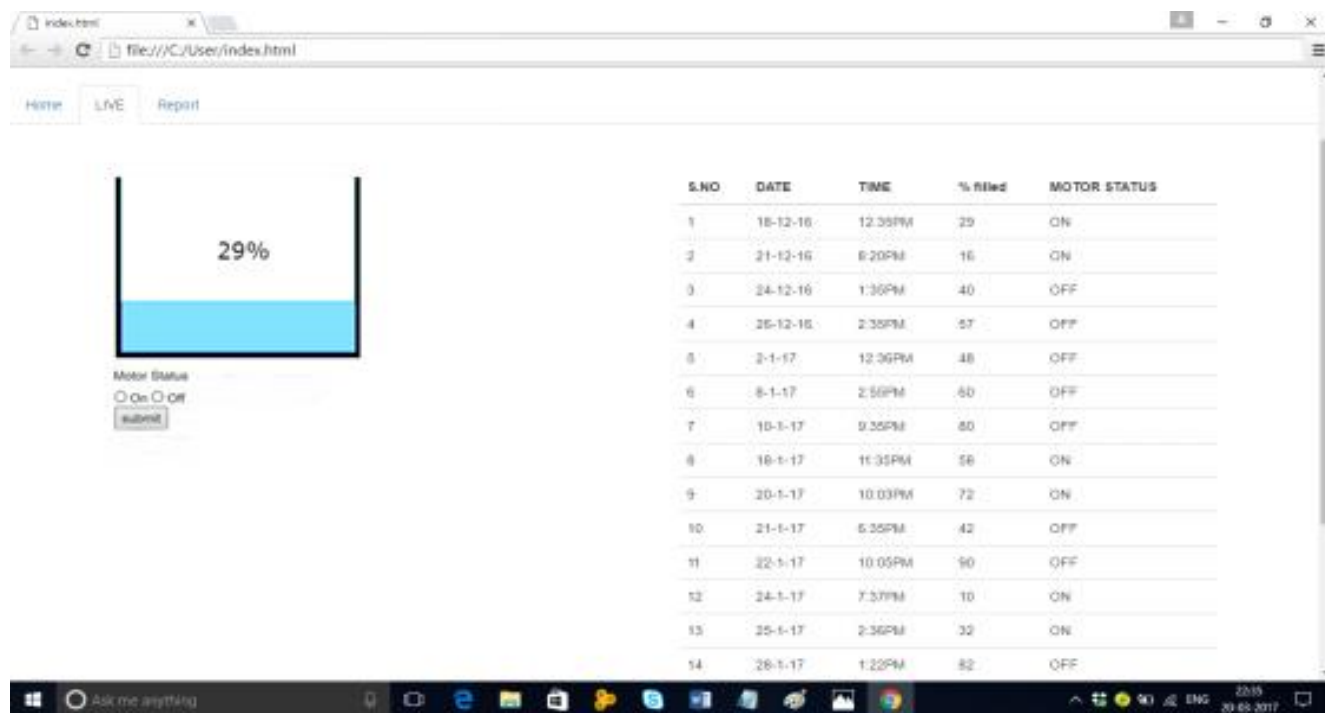 index.html
file:///C:/User/index.html
Home LIVE Report
29%
Motor Status
On Off
submit
S.NO DATE TIME % filled MOTOR STATUS
1 18-12-16 12:35PM 29 ON
2 21-12-16 8:20PM 16 ON
3 24-12-16 1:35PM 40 OFF
4 26-12-16 2:35PM 57 OFF
5 2-1-17 12:36PM 48 OFF
6 8-1-17 2:55PM 60 OFF
7 10-1-17 9:35PM 80 OFF
8 18-1-17 11:35PM 58 ON
9 20-1-17 10:03PM 72 ON
10 21-1-17 42 OFF
11 22-1-17 10:05PM 90 OFF
12 24-1-17 7:37PM 10 ON
13 25-1-17 2:36PM 32 ON
14 28-1-17 1:22PM 82 OFF
Ask me anything
ENG
22:35
20-03-2017